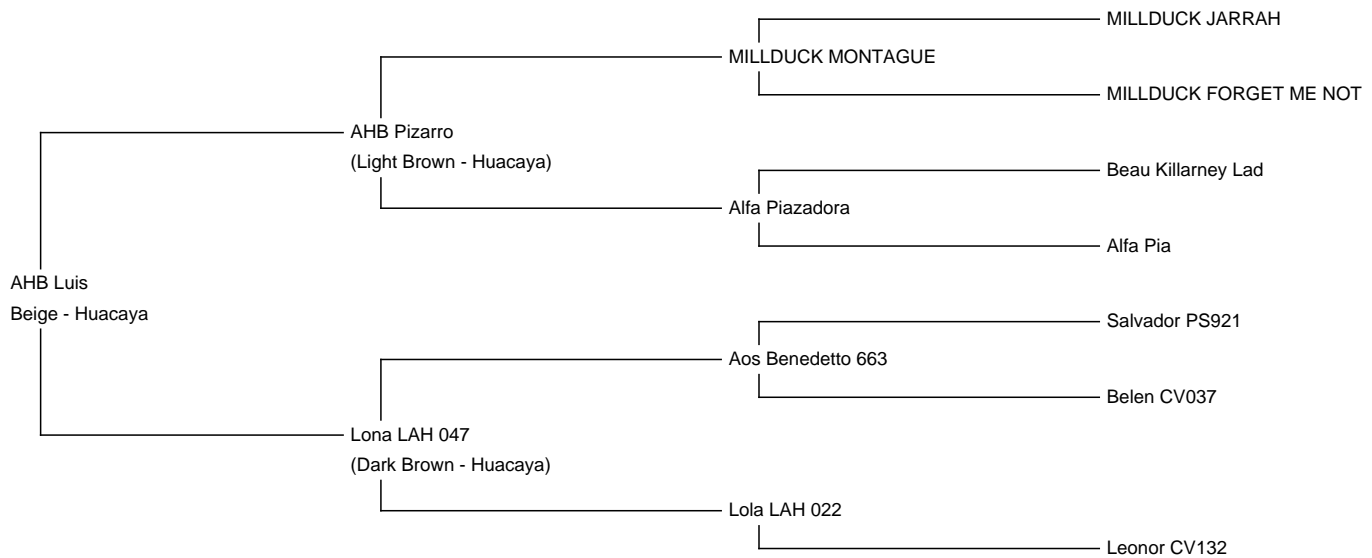 MILLDUCK JARRAH
MILLDUCK MONTAGUE
MILLDUCK FORGET ME NOT
AHB Pizarro
(Light Brown - Huacaya)
Beau Killarney Lad
Alfa Piazadora
Alfa Pia
AHB Luis
Beige - Huacaya
Salvador PS921
Aos Benedetto 663
Belen CV037
Lona LAH 047
(Dark Brown - Huacaya)
Lola LAH 022
Leonor CV132